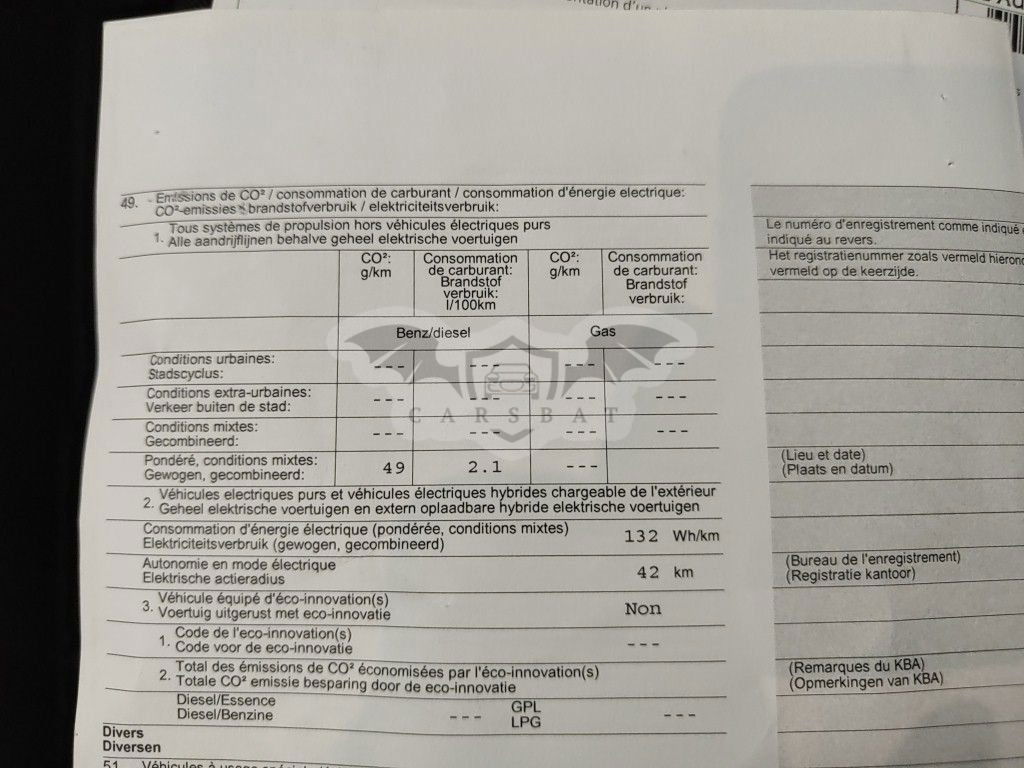 49. Emissions de CO² / consommation de carburant / consommation d'énergie electrique:
CO²-emissies brandstofverbruik / elektriciteitsverbruik:
1. Tous systèmes de propulsion hors véhicules électriques purs
Alle aandrijflijnen behalve geheel elektrische voertuigen
CO²: g/km
Consommation de carburant: Brandstof verbruik: l/100km
CO²: g/km
Consommation de carburant: Brandstof verbruik:
Benz/diesel Gas
Conditions urbaines: --- --- --- ---
Stadscyclus:
Conditions extra-urbaines: --- --- --- ---
Verkeer buiten de stad:
Conditions mixtes: --- --- --- ---
Gecombineerd:
Pondéré, conditions mixtes: 49 2.1 ---
Gewogen, gecombineerd:
CARSBAT
2. Véhicules electriques purs et véhicules électriques hybrides chargeable de l'extérieur
Geheel elektrische voertuigen en extern oplaadbare hybride elektrische voertuigen
Consommation d'énergie électrique (pondérée, conditions mixtes) 132 Wh/km
Elektriciteitsverbruik (gewogen, gecombineerd)
Autonomie en mode électrique 42 km
Elektrische actieradius
3. Véhicule équipé d'éco-innovation(s) Non
Voertuig uitgerust met eco-innovatie
1. Code de l'eco-innovation(s) ---
Code voor de eco-innovatie
2. Total des émissions de CO² économisées par l'éco-innovation(s)
Totale CO² emissie besparing door de eco-innovatie
Diesel/Essence --- GPL ---
Diesel/Benzine LPG
Divers
Diversen
51.
Le numéro d'enregistrement comme indiqué
indiqué au revers.
Het registratienummer zoals vermeld
vermeld op de keerzijde.
(Lieu et date)
(Plaats en datum)
(Bureau de l'enregistrement)
(Registratie kantoor)
(Remarques du KBA)
(Opmerkingen van KBA)